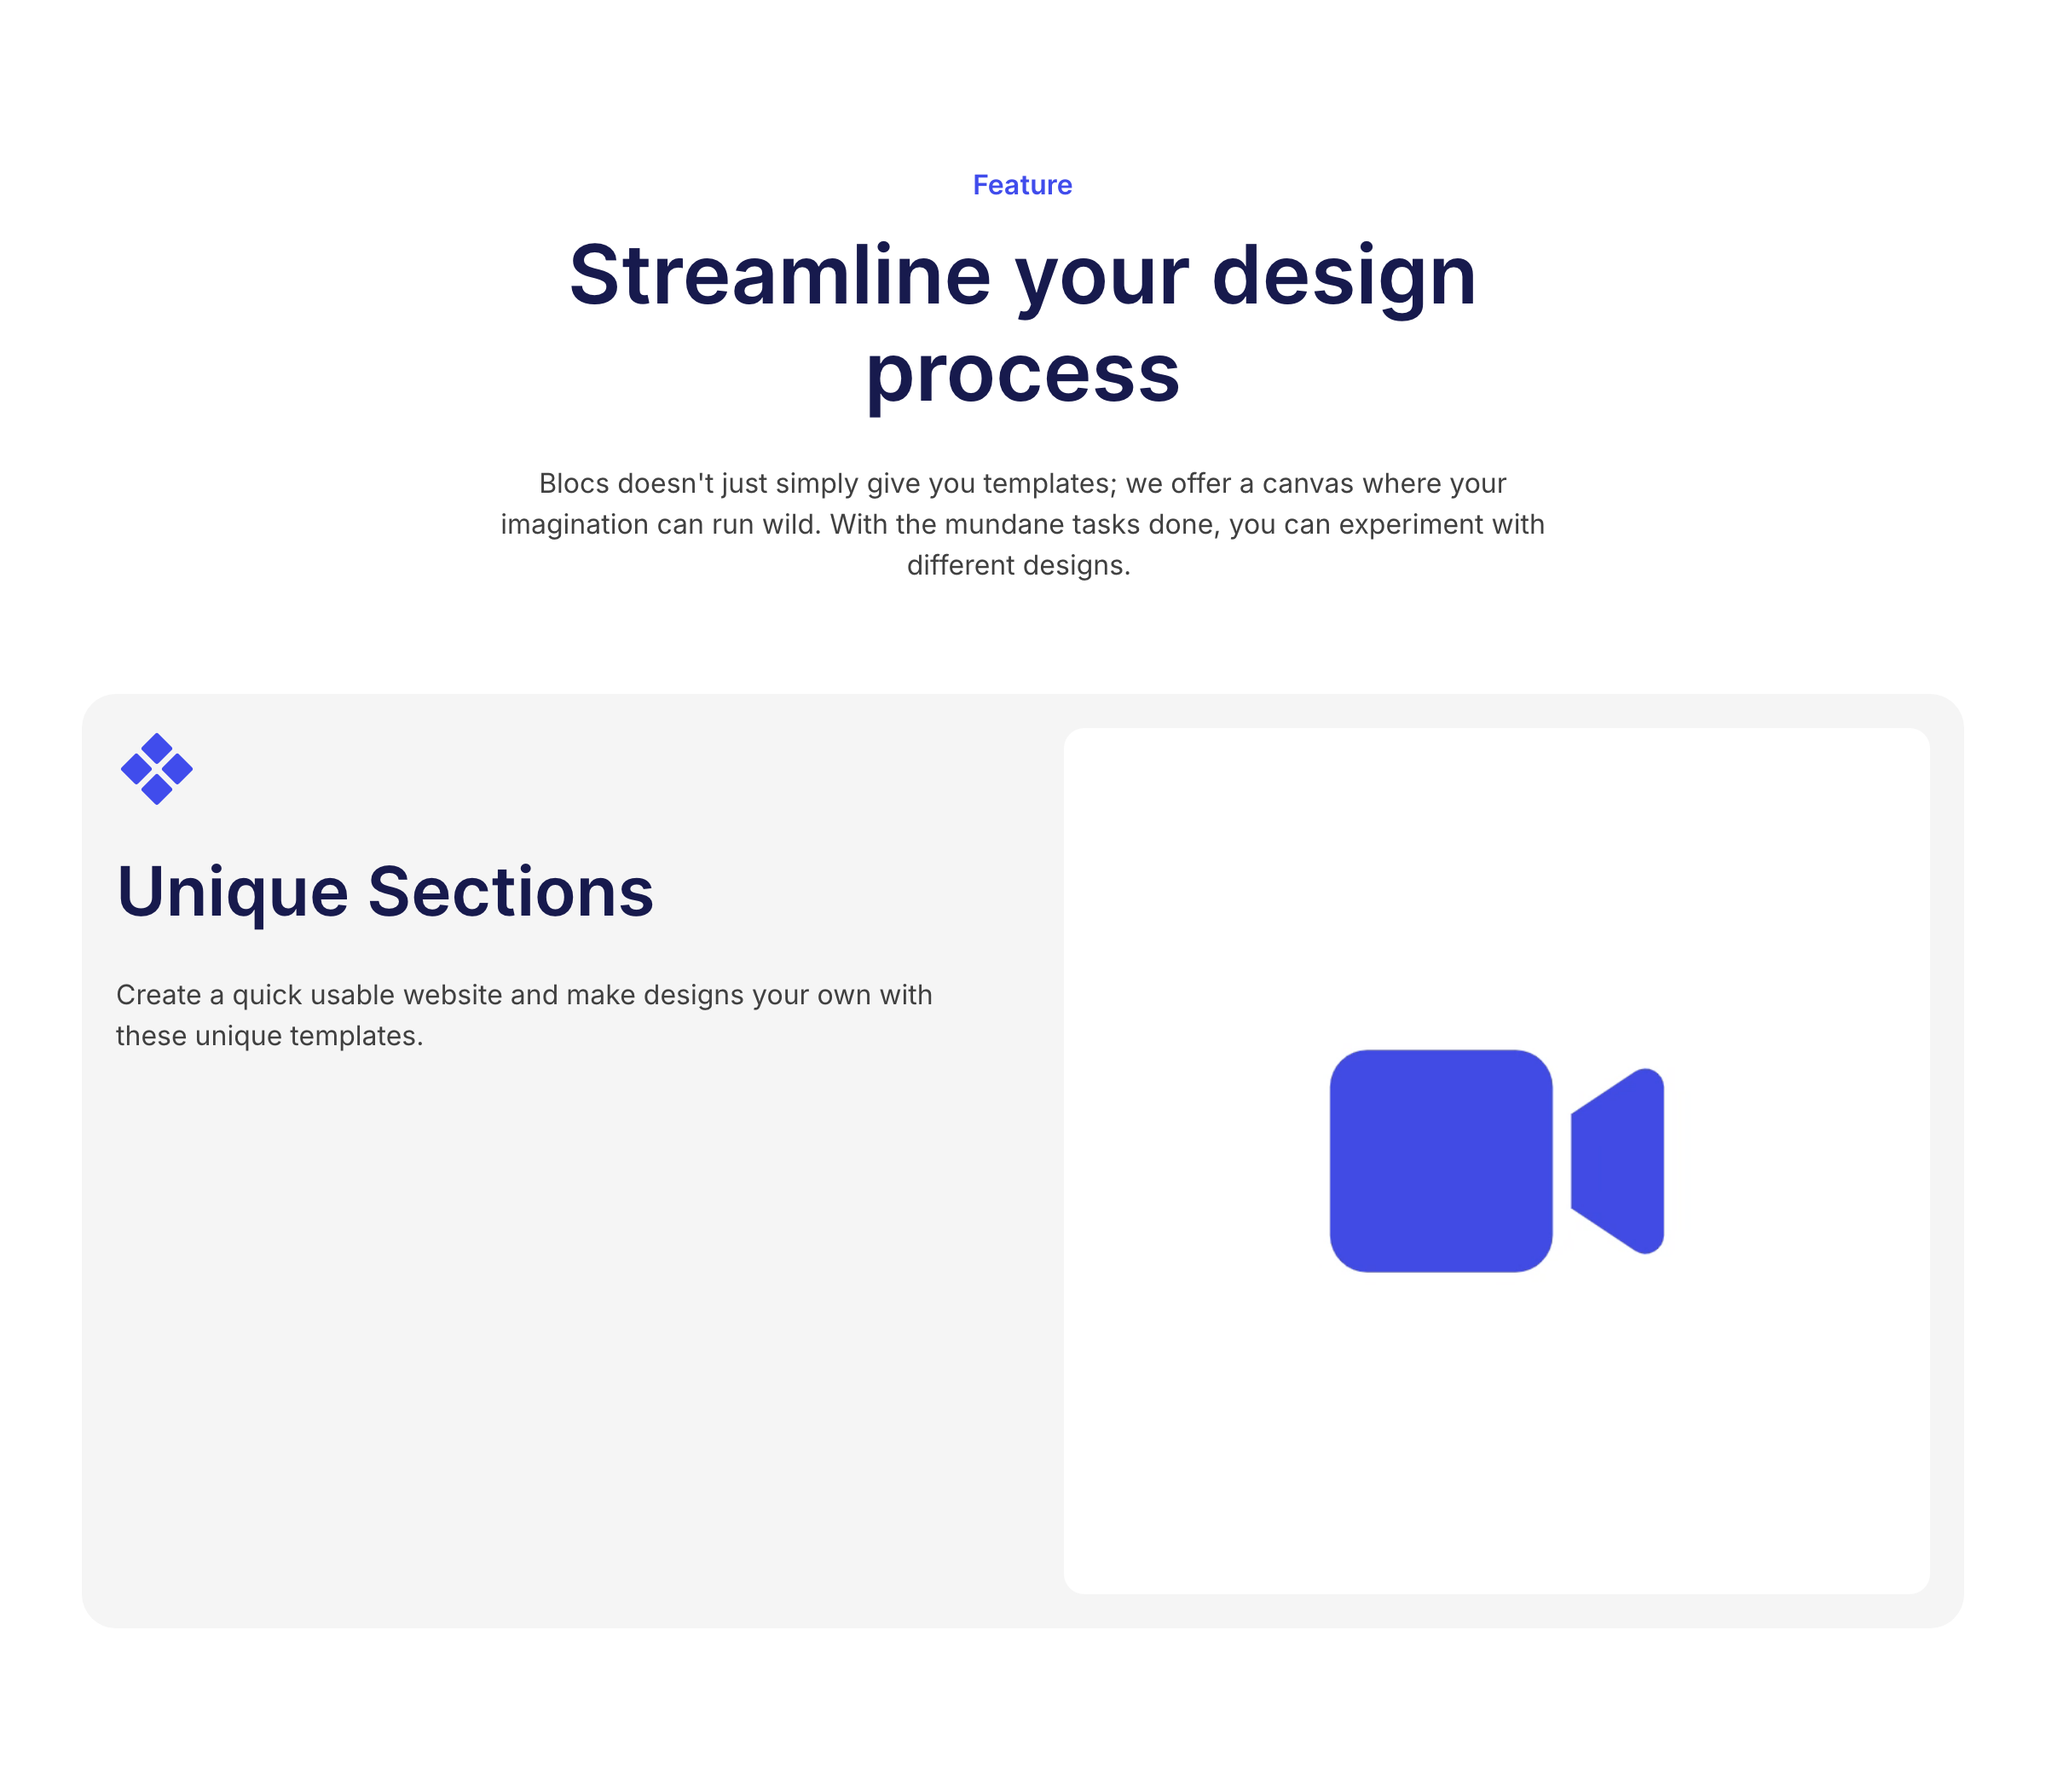 Feature
Streamline your design
process
Blocs doesn't just simply give you templates; we offer a canvas where your
imagination can run wild. With the mundane tasks done, you can experiment with
different designs.
Unique Sections
Create a quick usable website and make designs your own with
these unique templates.